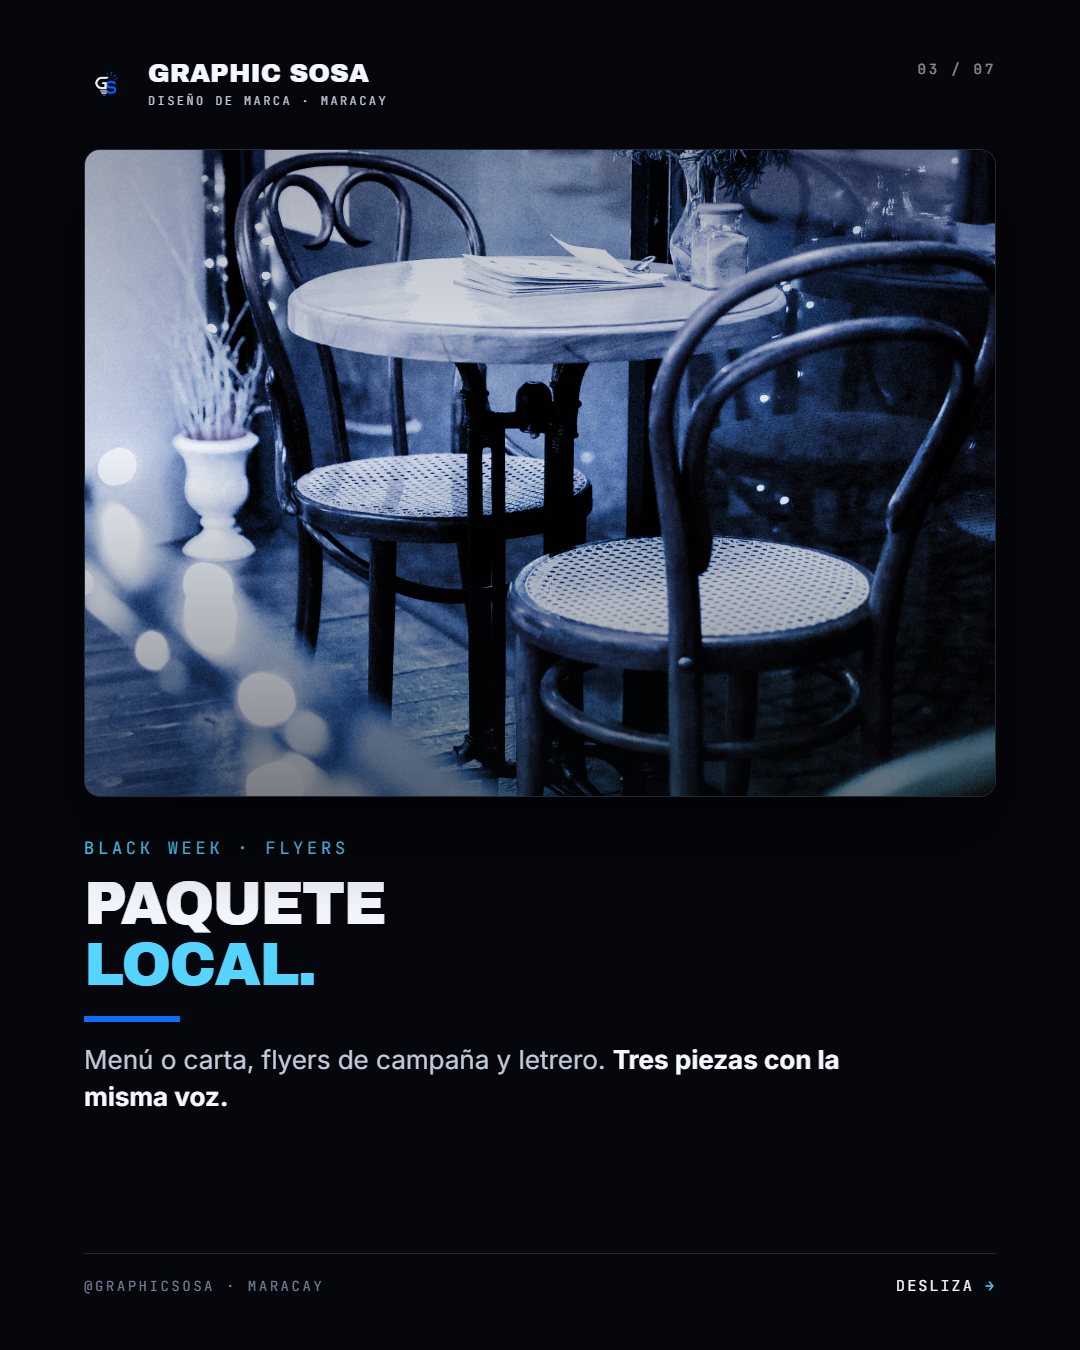 GS
GRAPHIC SOSA
DISEÑO DE MARCA · MARACAY
03 / 07
BLACK WEEK · FLYERS
PAQUETE
LOCAL.
Menú o carta, flyers de campaña y letrero. Tres piezas con la
misma voz.
@GRAPHICSOSA · MARACAY
DESLIZA →